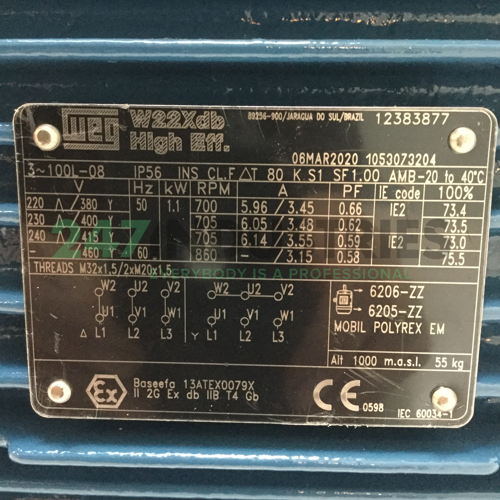 WEG W22Xdb
High Eff.
89256-900/JARAGUA DO SUL/BRAZIL 12383877
06MAR2020 1053073204
3~100L-08 IP56 INS CL.F ΔT 80 K S1 SF1.00 AMB-20 to 40°C
V Hz kW RPM A PF IE code 100%
220 Δ / 380 Y 50 1.1 700 5.96 / 3.45 0.66 IE2 73.4
230 / 400 705 6.05 / 3.48 0.62 73.5
240 / 415 705 6.14 / 3.55 0.59 IE2 73.0
- 460 60 860 - / 3.15 0.58 75.5
247 INDUSTRIES
EVERYBODY IS A PREMIUM
THREADS M32x1,5/2xM20x1,5
W2 U2 V2 W2 U2 V2
U1 V1 W1 U1 V1 W1
Δ L1 L2 L3 Y L1 L2 L3
6206-ZZ
6205-ZZ
MOBIL POLYREX EM
Alt 1000 m.a.s.l. 55 kg
Ex Baseefa 13ATEX0079X
II 2G Ex db IIB T4 Gb
CE 0598 IEC 60034-1